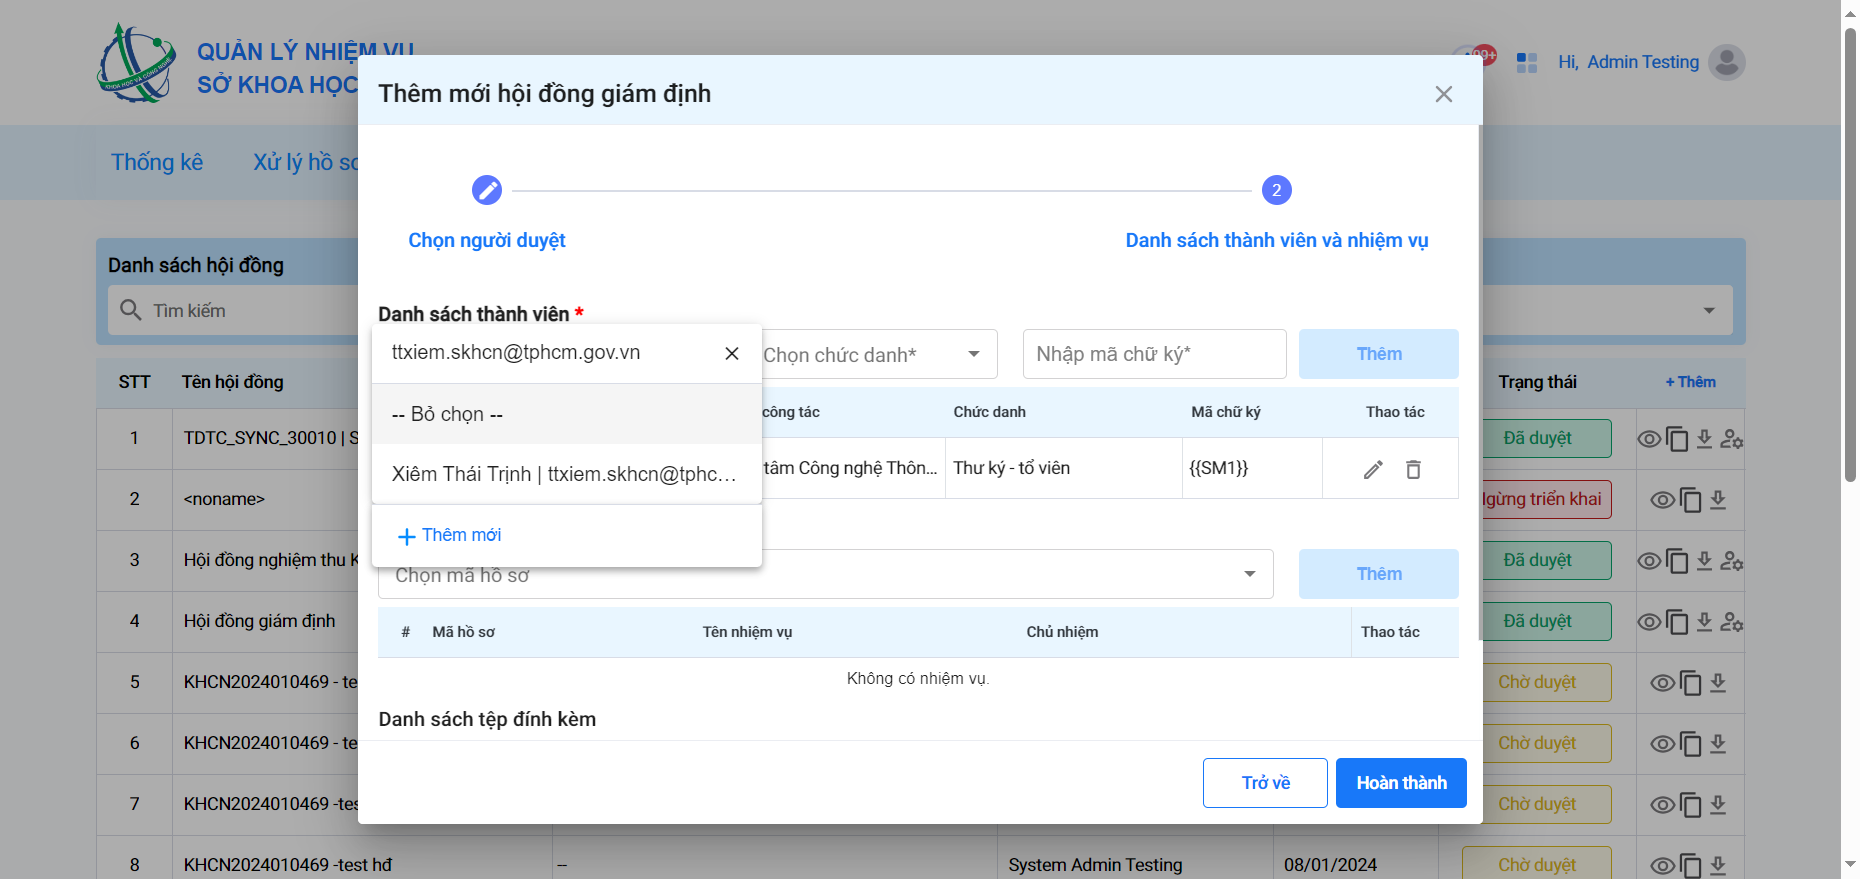 QUẢN LÝ NHIỆM VỤ
SỞ KHOA HỌC
KHOA HỌC VÀ CÔNG NGHỆ
99+
Hi, Admin Testing
Thống kê
Xử lý hồ sơ
Danh sách hội đồng
Tìm kiếm
STT
Tên hội đồng
Trạng thái
+ Thêm
1
TDTC_SYNC_30010 | S
Đã duyệt
2
<noname>
Ngừng triển khai
3
Hội đồng nghiệm thu K
Đã duyệt
4
Hội đồng giám định
Đã duyệt
5
KHCN2024010469 - te
Chờ duyệt
6
KHCN2024010469 - te
Chờ duyệt
7
KHCN2024010469 -tes
Chờ duyệt
8
KHCN2024010469 -test hđ
--
System Admin Testing
08/01/2024
Chờ duyệt
Thêm mới hội đồng giám định
2
Chọn người duyệt
Danh sách thành viên và nhiệm vụ
Danh sách thành viên *
ttxiem.skhcn@tphcm.gov.vn
-- Bỏ chọn --
Xiêm Thái Trịnh | ttxiem.skhcn@tphc...
+ Thêm mới
Chọn chức danh*
Nhập mã chữ ký*
Thêm
công tác
Chức danh
Mã chữ ký
Thao tác
tâm Công nghệ Thôn...
Thư ký - tổ viên
{{SM1}}
Chọn mã hồ sơ
Thêm
#
Mã hồ sơ
Tên nhiệm vụ
Chủ nhiệm
Thao tác
Không có nhiệm vụ.
Danh sách tệp đính kèm
Trở về
Hoàn thành